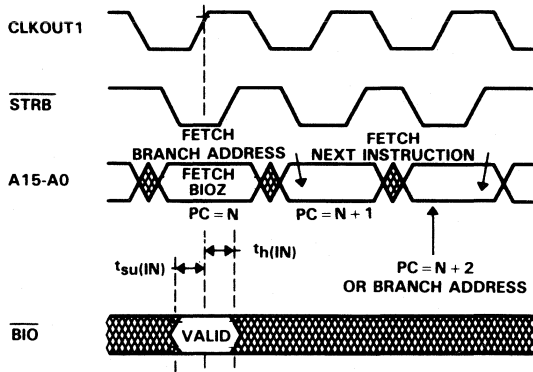 CLKOUT1
STRB
FETCH
BRANCH ADDRESS
FETCH
NEXT INSTRUCTION
A15-A0
FETCH
BIOZ
PC = N
PC = N + 1
tsu(IN)
th(IN)
PC = N + 2
OR BRANCH ADDRESS
BIO
VALID